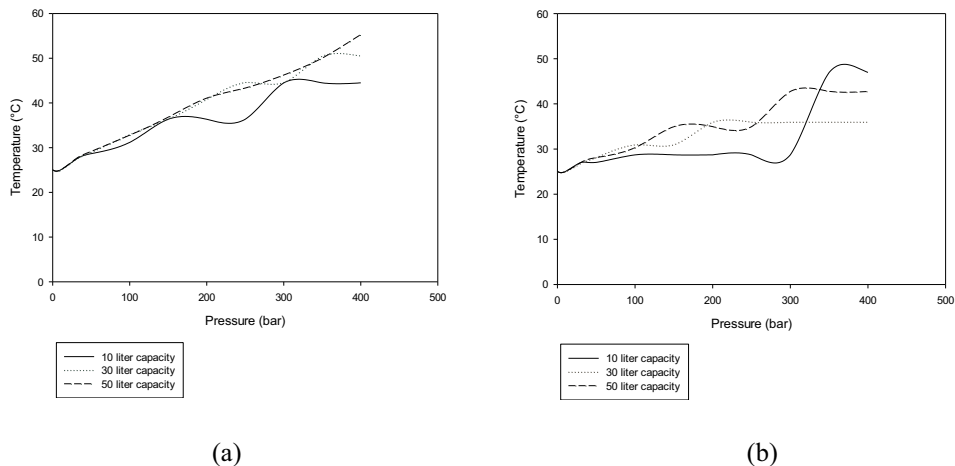 60
50
40
30
20
10
0
Temperature (°C)
0 100 200 300 400 500
Pressure (bar)
10 liter capacity
30 liter capacity
50 liter capacity
(a)
60
50
40
30
20
10
0
Temperature (°C)
0 100 200 300 400 500
Pressure (bar)
10 liter capacity
30 liter capacity
50 liter capacity
(b)